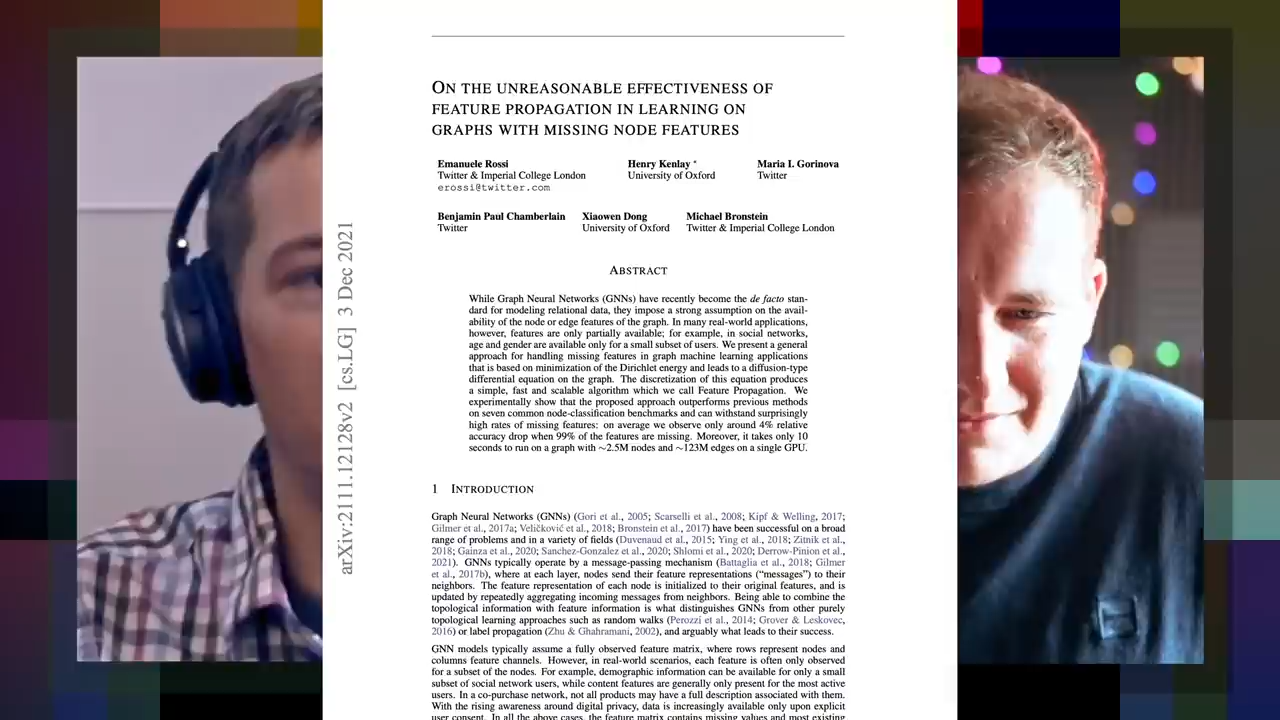 ON THE UNREASONABLE EFFECTIVENESS OF
FEATURE PROPAGATION IN LEARNING ON
GRAPHS WITH MISSING NODE FEATURES
Emanuele Rossi
Twitter & Imperial College London
erossi@twitter.com
Henry Kenlay *
University of Oxford
Maria I. Gorinova
Twitter
Benjamin Paul Chamberlain
Twitter
Xiaowen Dong
University of Oxford
Michael Bronstein
Twitter & Imperial College London
arXiv:2111.12128v2 [cs.LG] 3 Dec 2021
ABSTRACT
While Graph Neural Networks (GNNs) have recently become the de facto stan-
dard for modeling relational data, they impose a strong assumption on the avail-
ability of the node or edge features of the graph. In many real-world applications,
however, features are only partially available; for example, in social networks,
age and gender are available only for a small subset of users. We present a general
approach for handling missing features in graph machine learning applications
that is based on minimization of the Dirichlet energy and leads to a diffusion-type
differential equation on the graph. The discretization of this equation produces
a simple, fast and scalable algorithm which we call Feature Propagation. We
experimentally show that the proposed approach outperforms previous methods
on seven common node-classification benchmarks and can withstand surprisingly
high rates of missing features: on average we observe only around 4% relative
accuracy drop when 99% of the features are missing. Moreover, it takes only 10
seconds to run on a graph with ~2.5M nodes and ~123M edges on a single GPU.
1 INTRODUCTION
Graph Neural Networks (GNNs) (Gori et al., 2005; Scarselli et al., 2008; Kipf & Welling, 2017;
Gilmer et al., 2017a; Veličković et al., 2018; Bronstein et al., 2017) have been successful on a broad
range of problems and in a variety of fields (Duvenaud et al., 2015; Ying et al., 2018; Zitnik et al.,
2018; Gainza et al., 2020; Sanchez-Gonzalez et al., 2020; Shlomi et al., 2020; Derrow-Pinion et al.,
2021). GNNs typically operate by a message-passing mechanism (Battaglia et al., 2018; Gilmer
et al., 2017b), where at each layer, nodes send their feature representations (“messages”) to their
neighbors. The feature representation of each node is initialized to their original features, and is
updated by repeatedly aggregating incoming messages from neighbors. Being able to combine the
topological information with feature information is what distinguishes GNNs from other purely
topological learning approaches such as random walks (Perozzi et al., 2014; Grover & Leskovec,
2016) or label propagation (Zhu & Ghahramani, 2002), and arguably what leads to their success.
GNN models typically assume a fully observed feature matrix, where rows represent nodes and
columns feature channels. However, in real-world scenarios, each feature is often only observed
for a subset of the nodes. For example, demographic information can be available for only a small
subset of social network users, while content features are generally only present for the most active
users. In a co-purchase network, not all products may have a full description associated with them.
With the rising awareness around digital privacy, data is increasingly available only upon explicit
user consent. In all the above cases, the feature matrix contains missing values and most existing